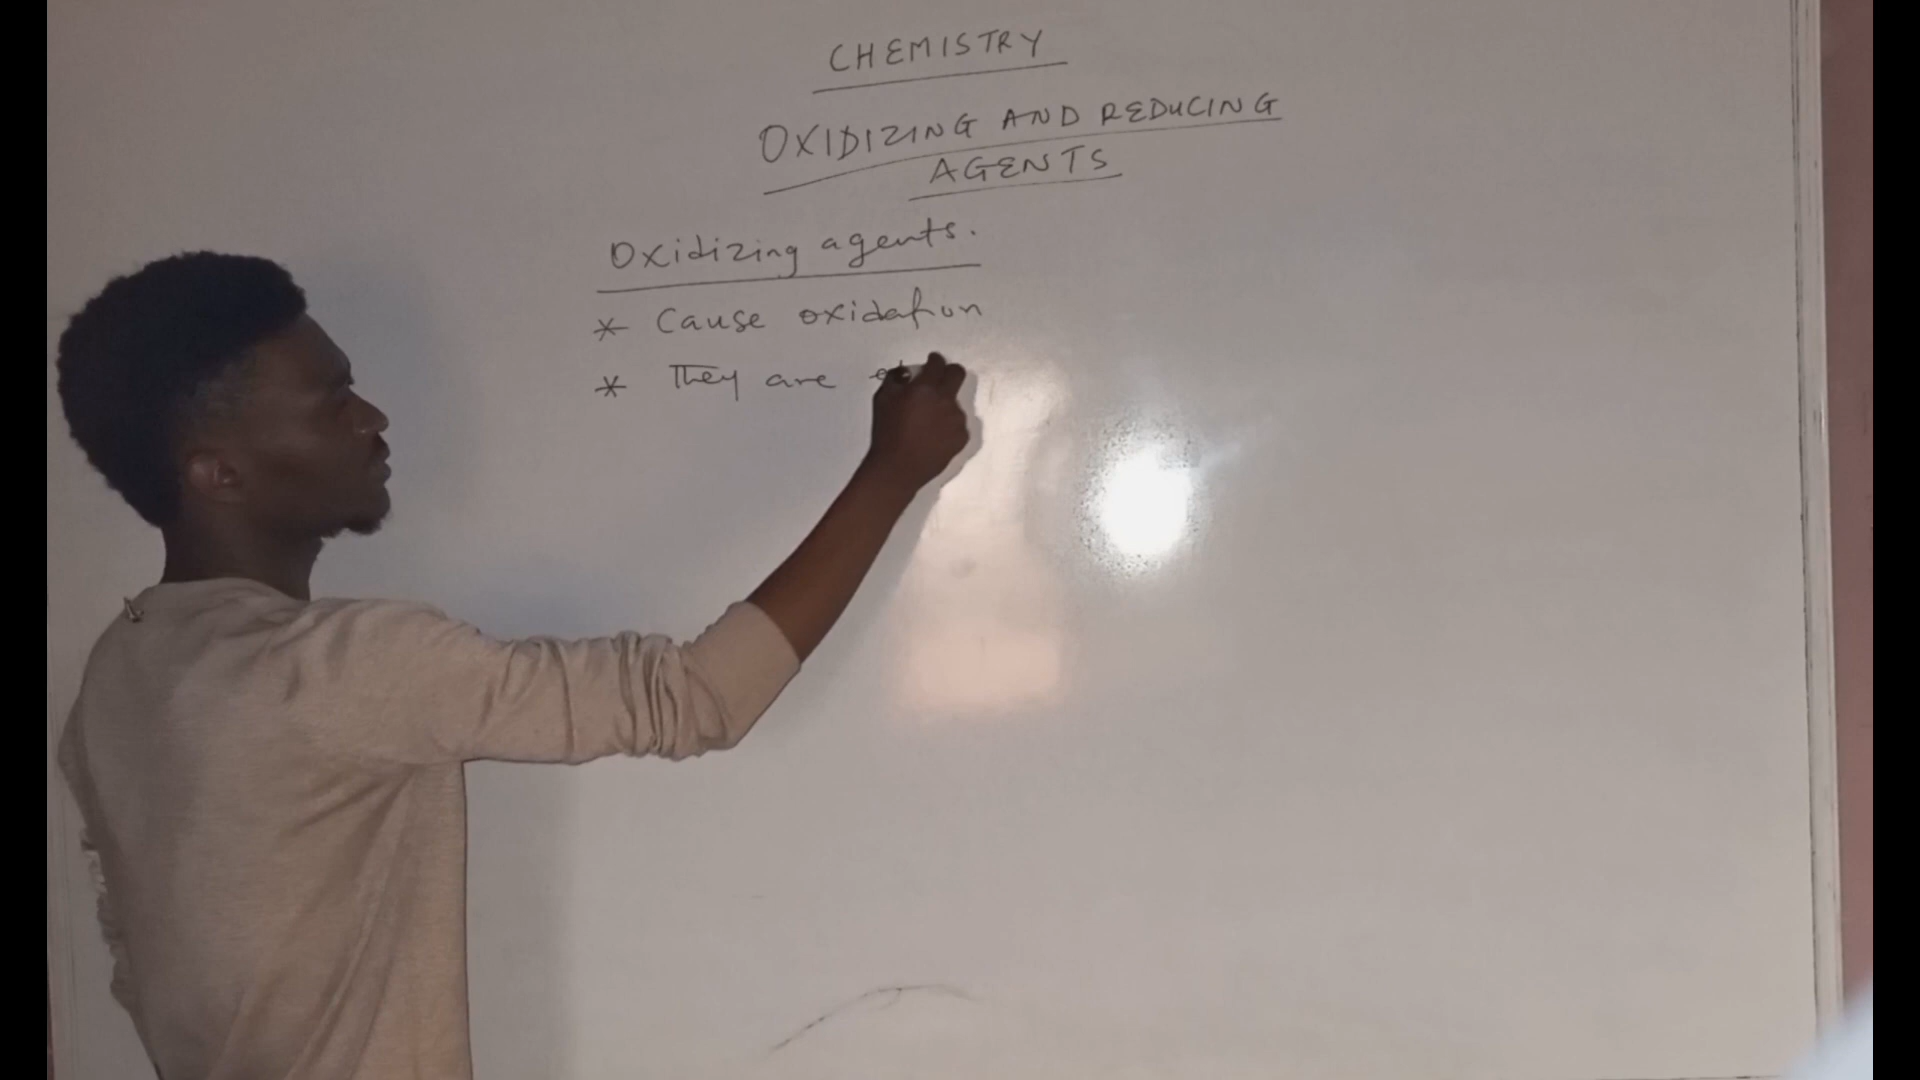 CHEMISTRY
OXIDIZING AND REDUCING
AGENTS
Oxidizing agents.
* Cause oxidation
* They are